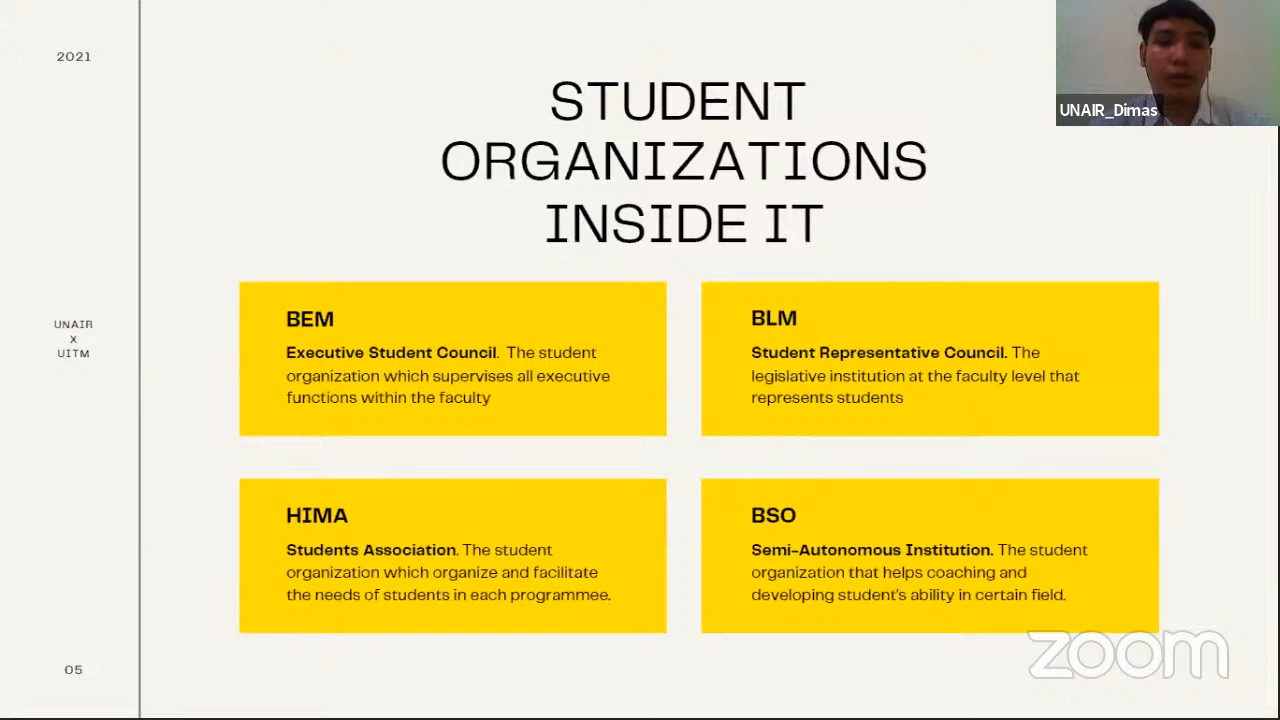 2021
UNAIR_Dimas
STUDENT
ORGANIZATIONS
INSIDE IT
UNAIR
X
UITM
BEM
Executive Student Council. The student
organization which supervises all executive
functions within the faculty
BLM
Student Representative Council. The
legislative institution at the faculty level that
represents students
HIMA
Students Association. The student
organization which organize and facilitate
the needs of students in each programmee.
BSO
Semi-Autonomous Institution. The student
organization that helps coaching and
developing student's ability in certain field.
05
zoom